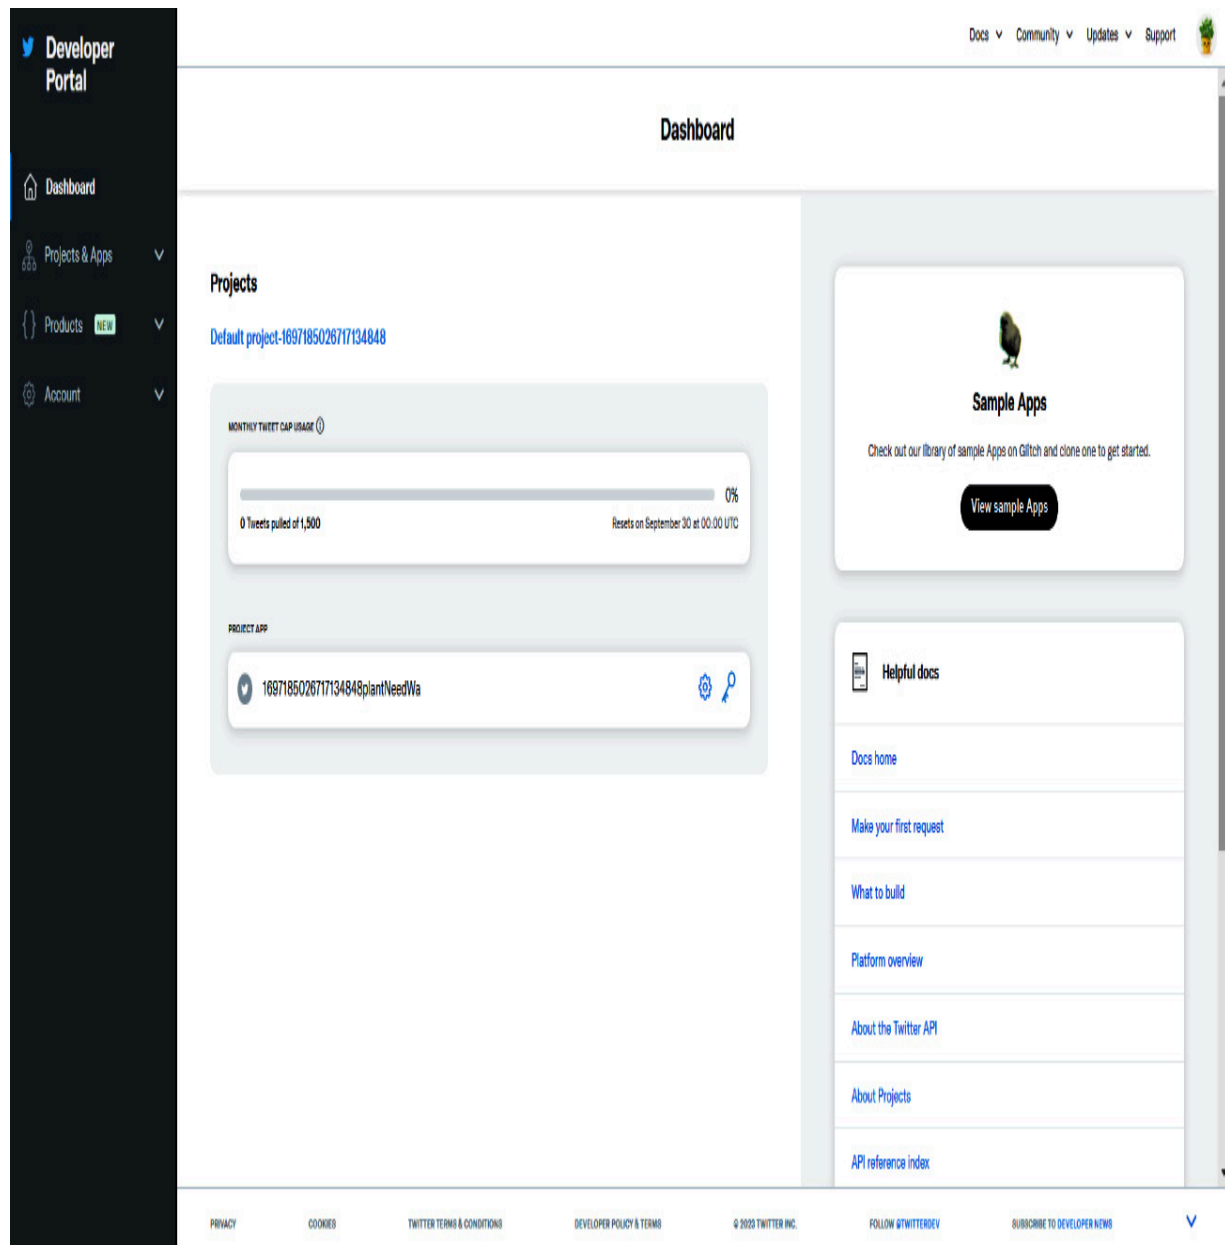 Developer
Portal
Docs
Community
Updates
Support
Dashboard
Dashboard
Projects & Apps
Products NEW
Account
Projects
Default project-1697185026717134848
MONTHLY TWEET CAP USAGE
0%
0 Tweets pulled of 1,500
Resets on September 30 at 00:00 UTC
PROJECT APP
1697185026717134848plantNeedWa
Sample Apps
Check out our library of sample Apps on Glitch and clone one to get started.
View sample Apps
Helpful docs
Docs home
Make your first request
What to build
Platform overview
About the Twitter API
About Projects
API reference index
PRIVACY
COOKIES
TWITTER TERMS & CONDITIONS
DEVELOPER POLICY & TERMS
© 2023 TWITTER INC.
FOLLOW @TWITTERDEV
SUBSCRIBE TO DEVELOPER NEWS